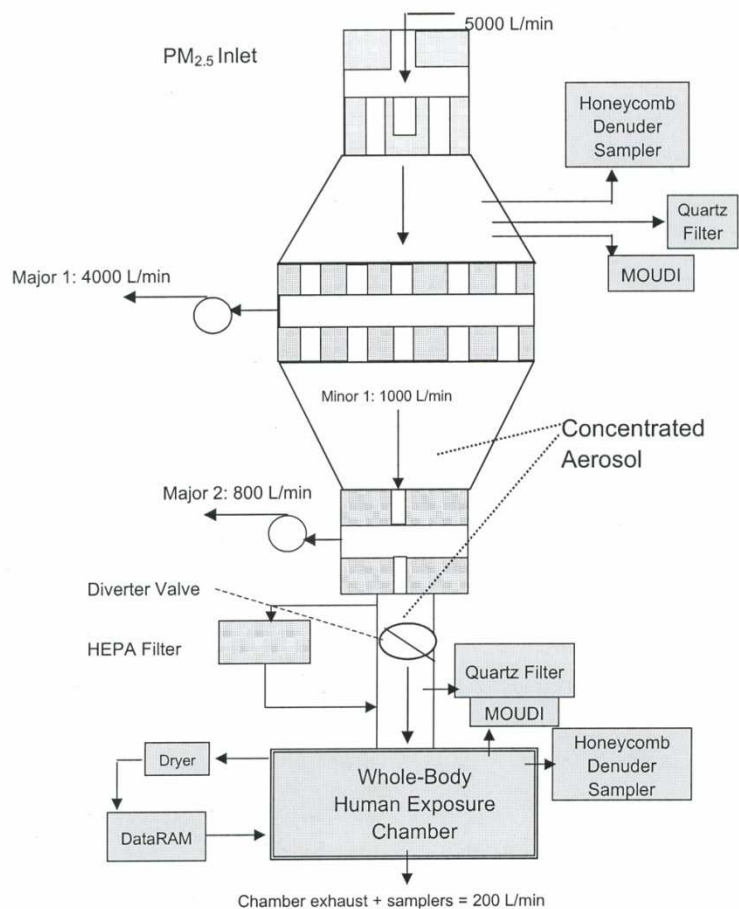 5000 L/min
PM2.5 Inlet
Honeycomb
Denuder
Sampler
Quartz
Filter
MOUDI
Major 1: 4000 L/min
Minor 1: 1000 L/min
Concentrated
Aerosol
Major 2: 800 L/min
Diverter Valve
HEPA Filter
Quartz Filter
MOUDI
Honeycomb
Denuder
Sampler
Dryer
DataRAM
Whole-Body
Human Exposure
Chamber
Chamber exhaust + samplers = 200 L/min